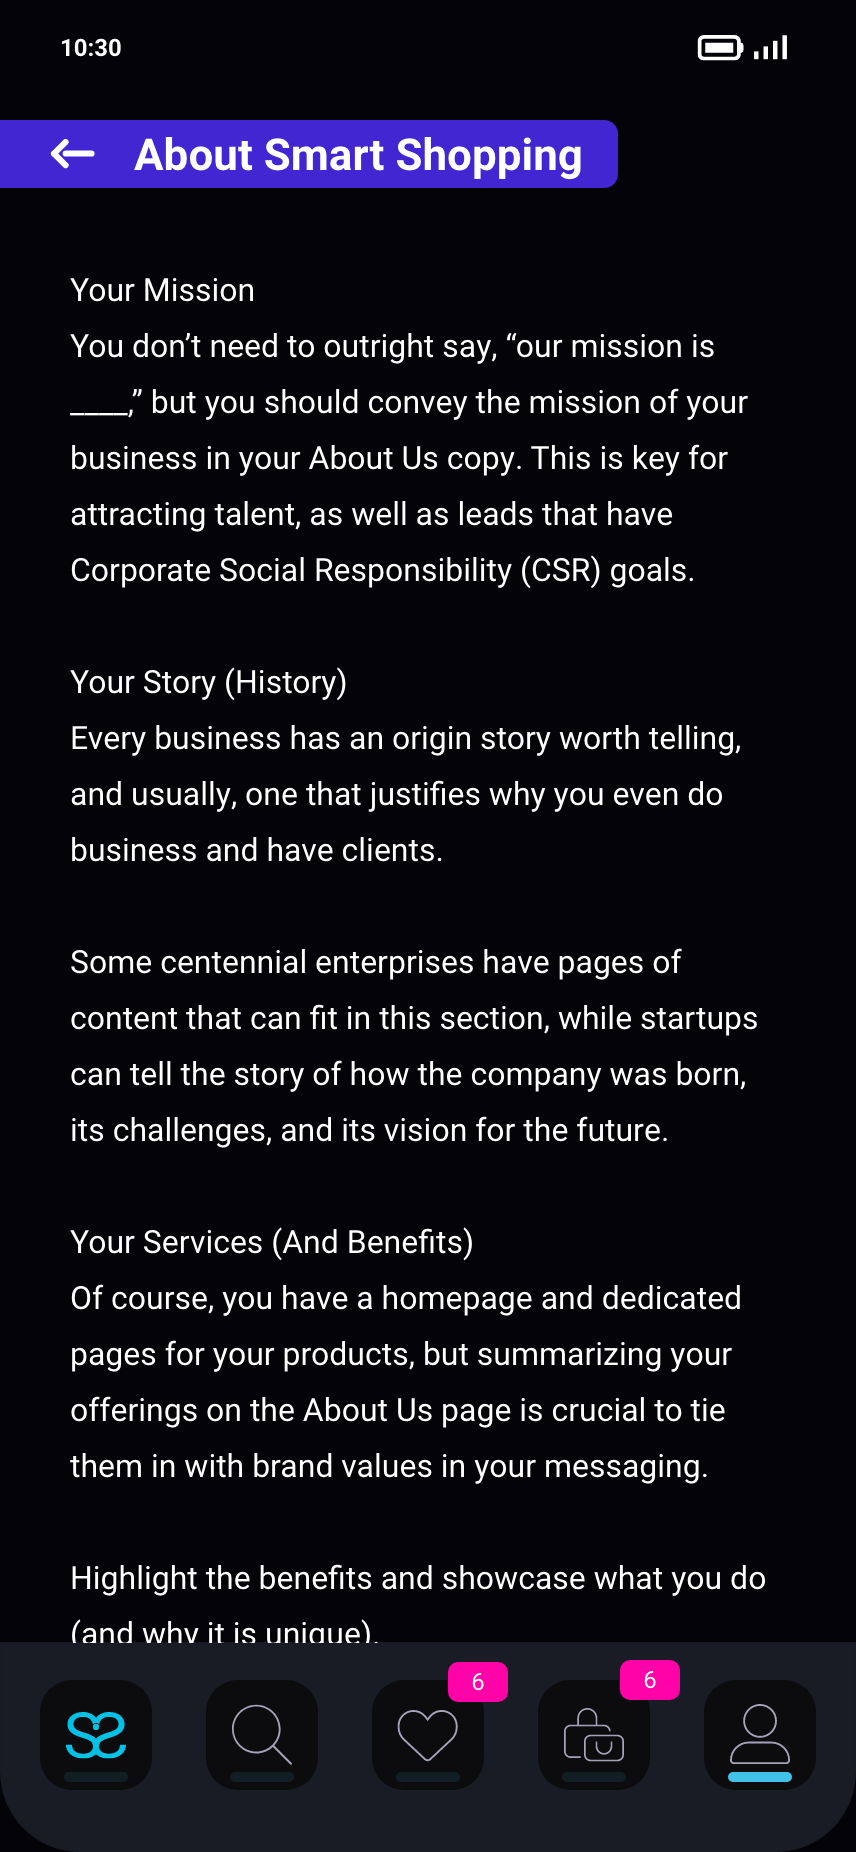 10:30
About Smart Shopping
Your Mission
You don’t need to outright say, “our mission is
____,” but you should convey the mission of your
business in your About Us copy. This is key for
attracting talent, as well as leads that have
Corporate Social Responsibility (CSR) goals.
Your Story (History)
Every business has an origin story worth telling,
and usually, one that justifies why you even do
business and have clients.
Some centennial enterprises have pages of
content that can fit in this section, while startups
can tell the story of how the company was born,
its challenges, and its vision for the future.
Your Services (And Benefits)
Of course, you have a homepage and dedicated
pages for your products, but summarizing your
offerings on the About Us page is crucial to tie
them in with brand values in your messaging.
Highlight the benefits and showcase what you do
(and why it is unique).
6
6